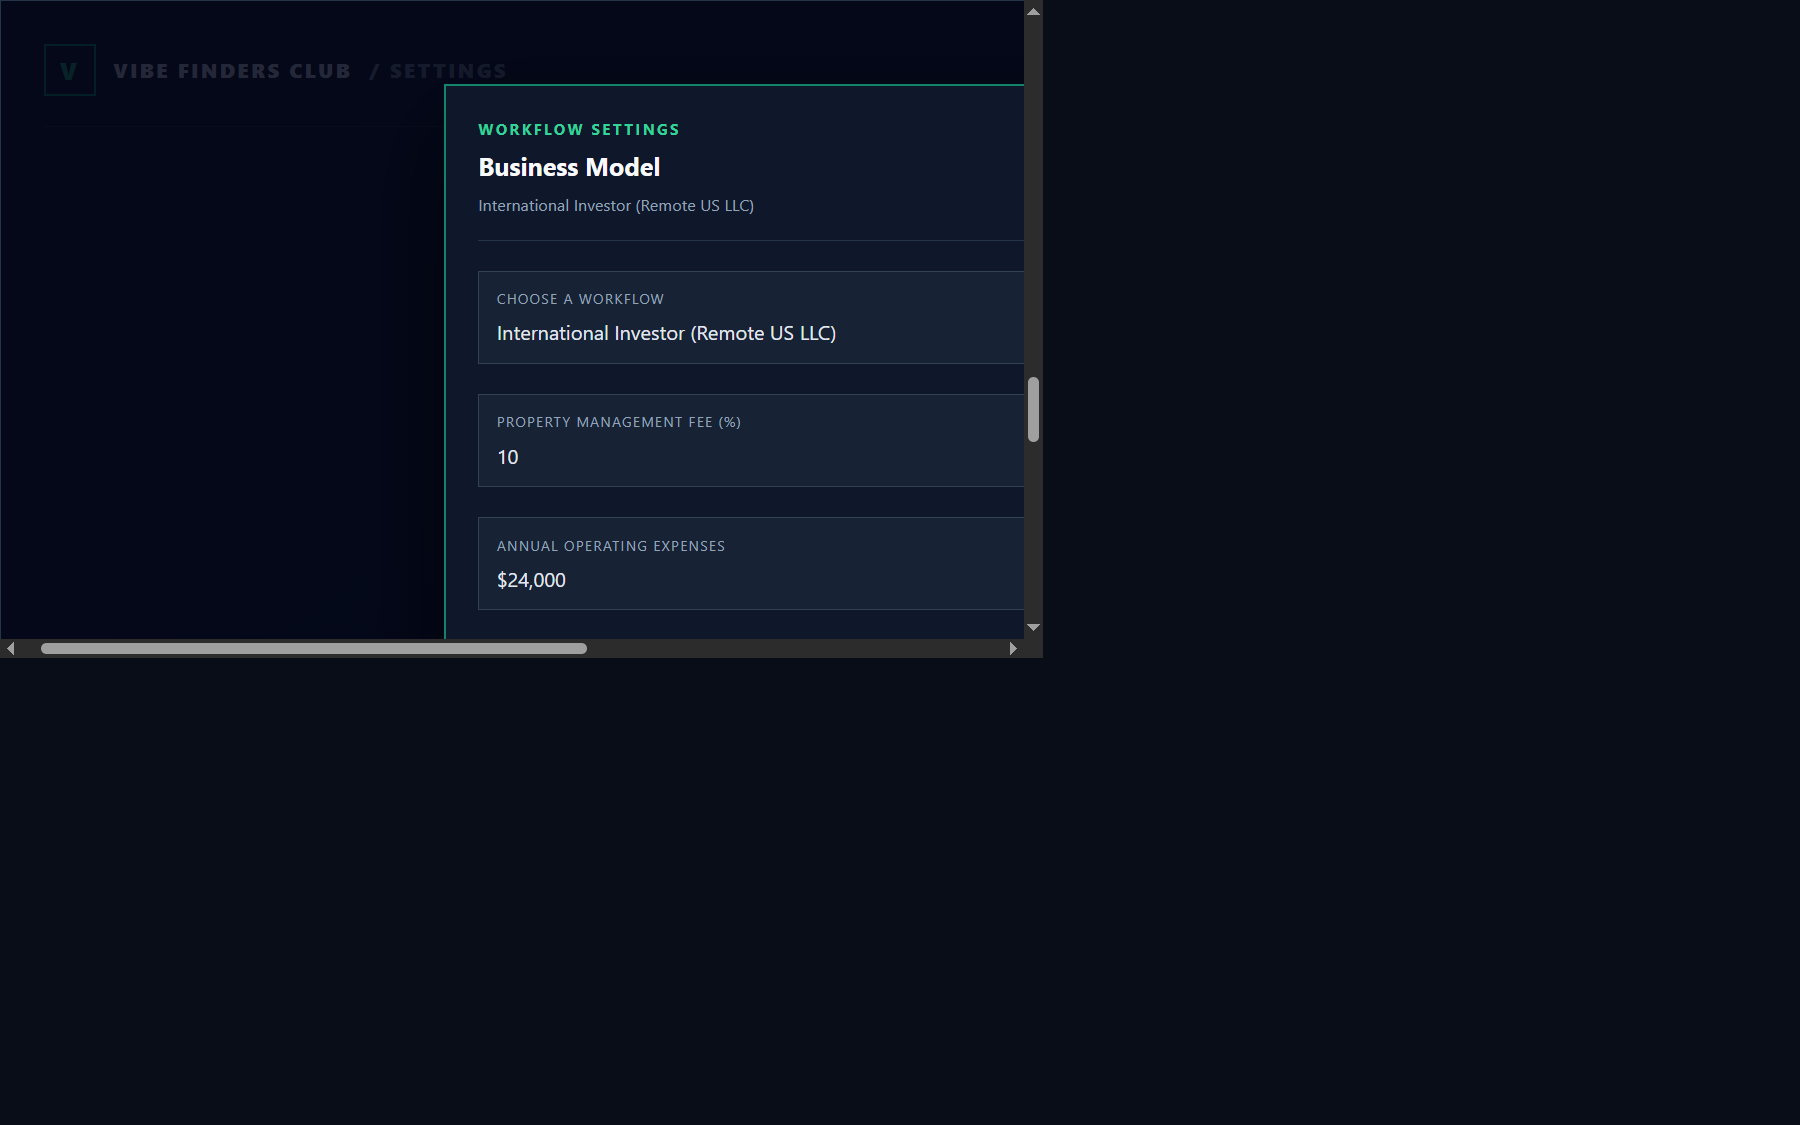 V VIBE FINDERS CLUB / SETTINGS
WORKFLOW SETTINGS
Business Model
International Investor (Remote US LLC)
CHOOSE A WORKFLOW
International Investor (Remote US LLC)
PROPERTY MANAGEMENT FEE (%)
10
ANNUAL OPERATING EXPENSES
$24,000